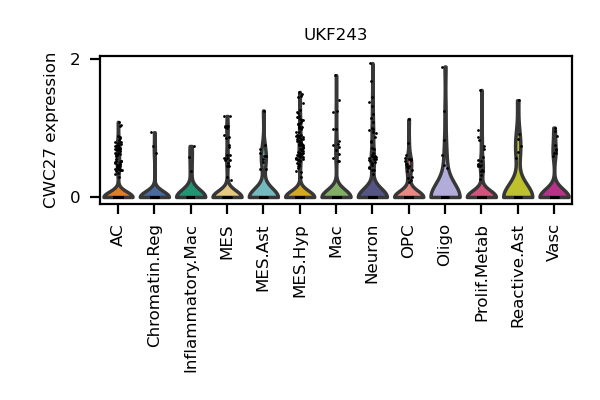 UKF243
CWC27 expression
2
0
AC
Chromatin.Reg
Inflammatory.Mac
MES
MES.Ast
MES.Hyp
Mac
Neuron
OPC
Oligo
Prolif.Metab
Reactive.Ast
Vasc